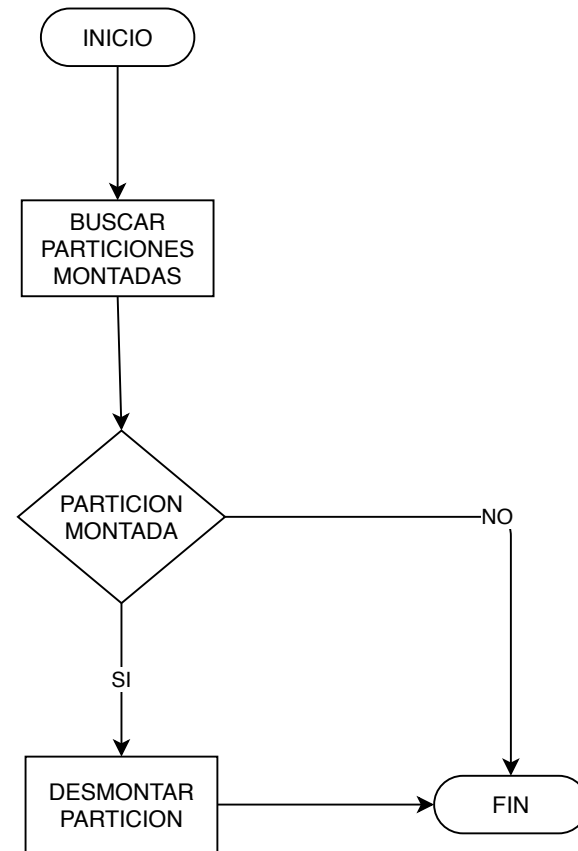 INICIO
BUSCAR
PARTICIONES
MONTADAS
PARTICION
MONTADA
NO
SI
DESMONTAR
PARTICION
FIN